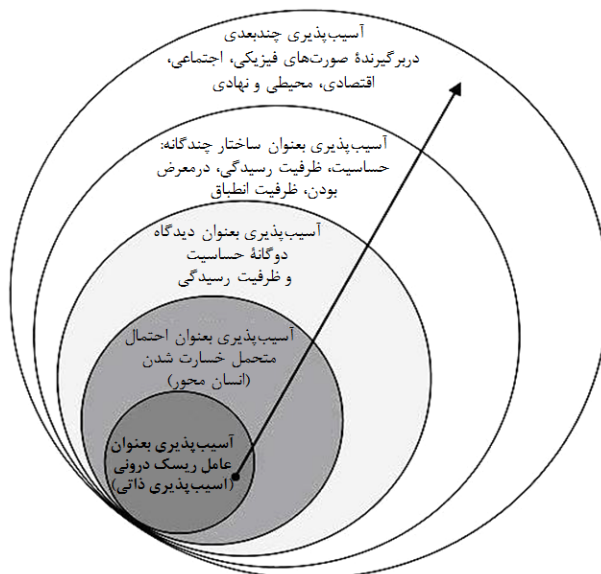 آسیب‌پذیری چندبعدی
دربرگیرندهٔ صورت‌های فیزیکی، اجتماعی،
اقتصادی، محیطی و نهادی
آسیب‌پذیری بعنوان ساختار چندگانه:
حساسیت، ظرفیت رسیدگی، درمعرض
بودن، ظرفیت انطباق
آسیب‌پذیری بعنوان دیدگاه
دوگانهٔ حساسیت
و ظرفیت رسیدگی
آسیب‌پذیری بعنوان احتمال
متحمل خسارت شدن
(انسان محور)
آسیب‌پذیری بعنوان
عامل ریسک درونی
(اسیب‌پذیری ذاتی)